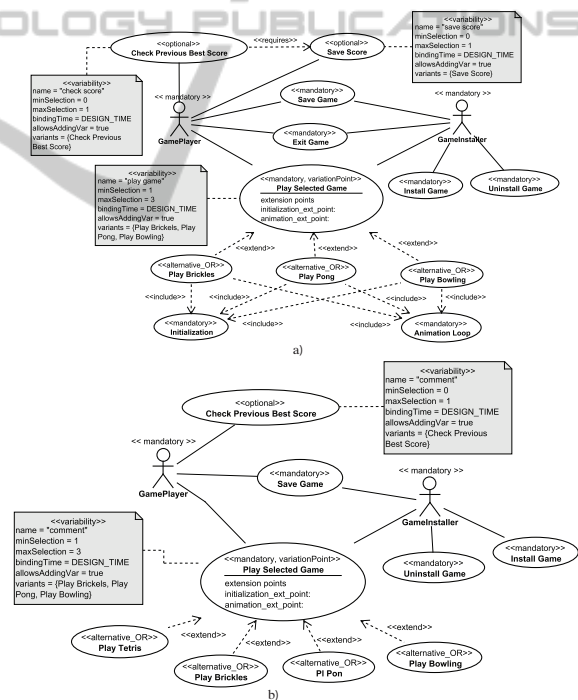 OLOGY PUBLICATIONS
<<optional>>
Check Previous Best Score
<<requires>>
<<optional>>
Save Score
<<variability>>
name = "save score"
minSelection = 0
maxSelection = 1
bindingTime = DESIGN_TIME
allowsAddingVar = true
variants = {Save Score}
<<variability>>
name = "check score"
minSelection = 0
maxSelection = 1
bindingTime = DESIGN_TIME
allowsAddingVar = true
variants = {Check Previous
Best Score}
<< mandatory >>
GamePlayer
<<mandatory>>
Save Game
<<mandatory>>
Exit Game
<< mandatory >>
GameInstaller
<<mandatory>>
Install Game
<<mandatory>>
Uninstall Game
<<variability>>
name = "play game"
minSelection = 1
maxSelection = 3
bindingTime = DESIGN_TIME
allowsAddingVar = true
variants = {Play Brickels, Play
Pong, Play Bowling}
<<mandatory, variationPoint>>
Play Selected Game
extension points
initialization_ext_point:
animation_ext_point:
<<extend>>
<<extend>>
<<extend>>
<<alternative_OR>>
Play Brickles
<<alternative_OR>>
Play Pong
<<alternative_OR>>
Play Bowling
<<include>>
<<include>>
<<include>>
<<include>>
<<include>>
<<mandatory>>
Initialization
<<mandatory>>
Animation Loop
a)
<<optional>>
Check Previous Best Score
<<variability>>
name = "comment"
minSelection = 0
maxSelection = 1
bindingTime = DESIGN_TIME
allowsAddingVar = true
variants = {Check Previous
Best Score}
<< mandatory >>
GamePlayer
<<mandatory>>
Save Game
<< mandatory >>
GameInstaller
<<mandatory>>
Uninstall Game
<<mandatory>>
Install Game
<<variability>>
name = "comment"
minSelection = 1
maxSelection = 3
bindingTime = DESIGN_TIME
allowsAddingVar = true
variants = {Play Brickels, Play
Pong, Play Bowling}
<<mandatory, variationPoint>>
Play Selected Game
extension points
initialization_ext_point:
animation_ext_point:
<<extend>>
<<extend>>
<<extend>>
<<extend>>
<<alternative_OR>>
Play Tetris
<<alternative_OR>>
Play Brickles
<<alternative_OR>>
Pl Pon
<<alternative_OR>>
Play Bowling
b)